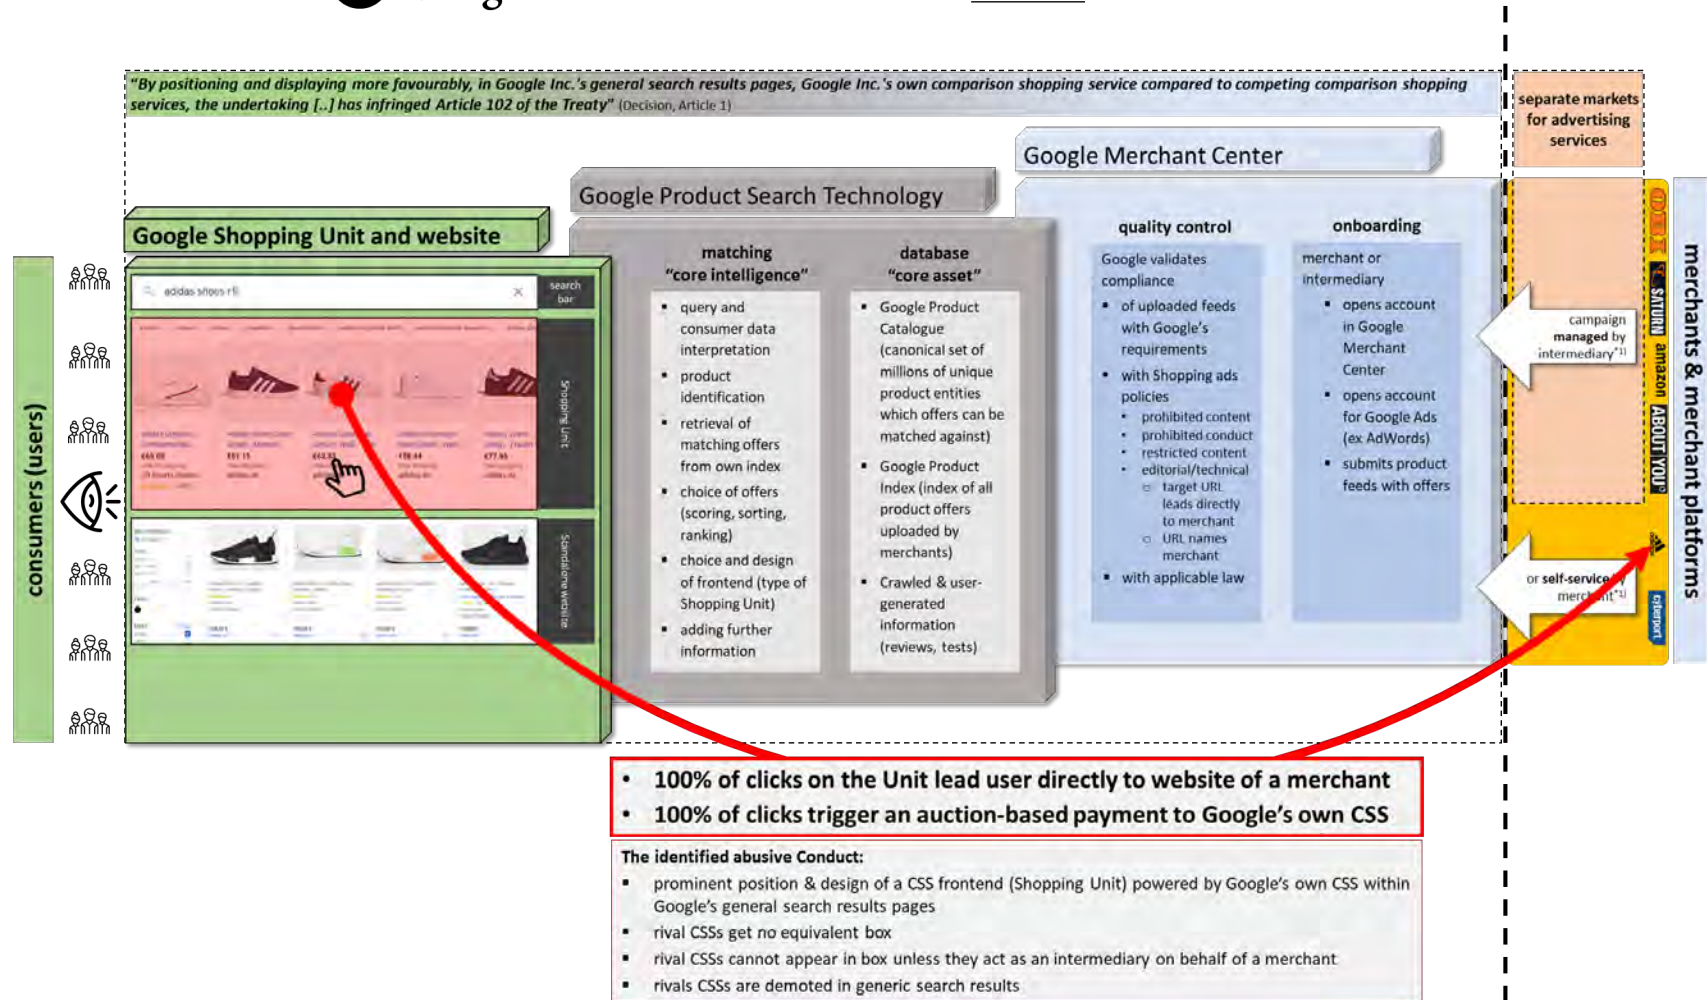 "By positioning and displaying more favourably, in Google Inc.'s general search results pages, Google Inc.'s own comparison shopping service compared to competing comparison shopping
services, the undertaking [..] has infringed Article 102 of the Treaty" (Decision, Article 1)
separate markets
for advertising
services
Google Merchant Center
Google Product Search Technology
Google Shopping Unit and website
consumers (users)
adidas shoes
search
bar
Shopping Unit
Standalone website
matching
"core intelligence"
▪ query and
consumer data
interpretation
▪ product
identification
▪ retrieval of
matching offers
from own index
▪ choice of offers
(scoring, sorting,
ranking)
▪ choice and design
of frontend (type of
Shopping Unit)
▪ adding further
information
database
"core asset"
▪ Google Product
Catalogue
(canonical set of
millions of unique
product entities
which offers can be
matched against)
▪ Google Product
Index (index of all
product offers
uploaded by
merchants)
▪ Crawled & user-
generated
information
(reviews, tests)
quality control
Google validates
compliance
▪ of uploaded feeds
with Google's
requirements
▪ with Shopping ads
policies
• prohibited content
• prohibited conduct
• restricted content
• editorial/technical
○ target URL
leads directly
to merchant
○ URL names
merchant
▪ with applicable law
onboarding
merchant or
intermediary
▪ opens account
in Google
Merchant
Center
▪ opens account
for Google Ads
(ex AdWords)
▪ submits product
feeds with offers
campaign
managed by
intermediary*1)
or self-service by
merchant*1)
SATURN
amazon
ABOUT YOU
cyberport
merchants & merchant platforms
• 100% of clicks on the Unit lead user directly to website of a merchant
• 100% of clicks trigger an auction-based payment to Google's own CSS
The identified abusive Conduct:
▪ prominent position & design of a CSS frontend (Shopping Unit) powered by Google's own CSS within
Google's general search results pages
▪ rival CSSs get no equivalent box
▪ rival CSSs cannot appear in box unless they act as an intermediary on behalf of a merchant
▪ rivals CSSs are demoted in generic search results